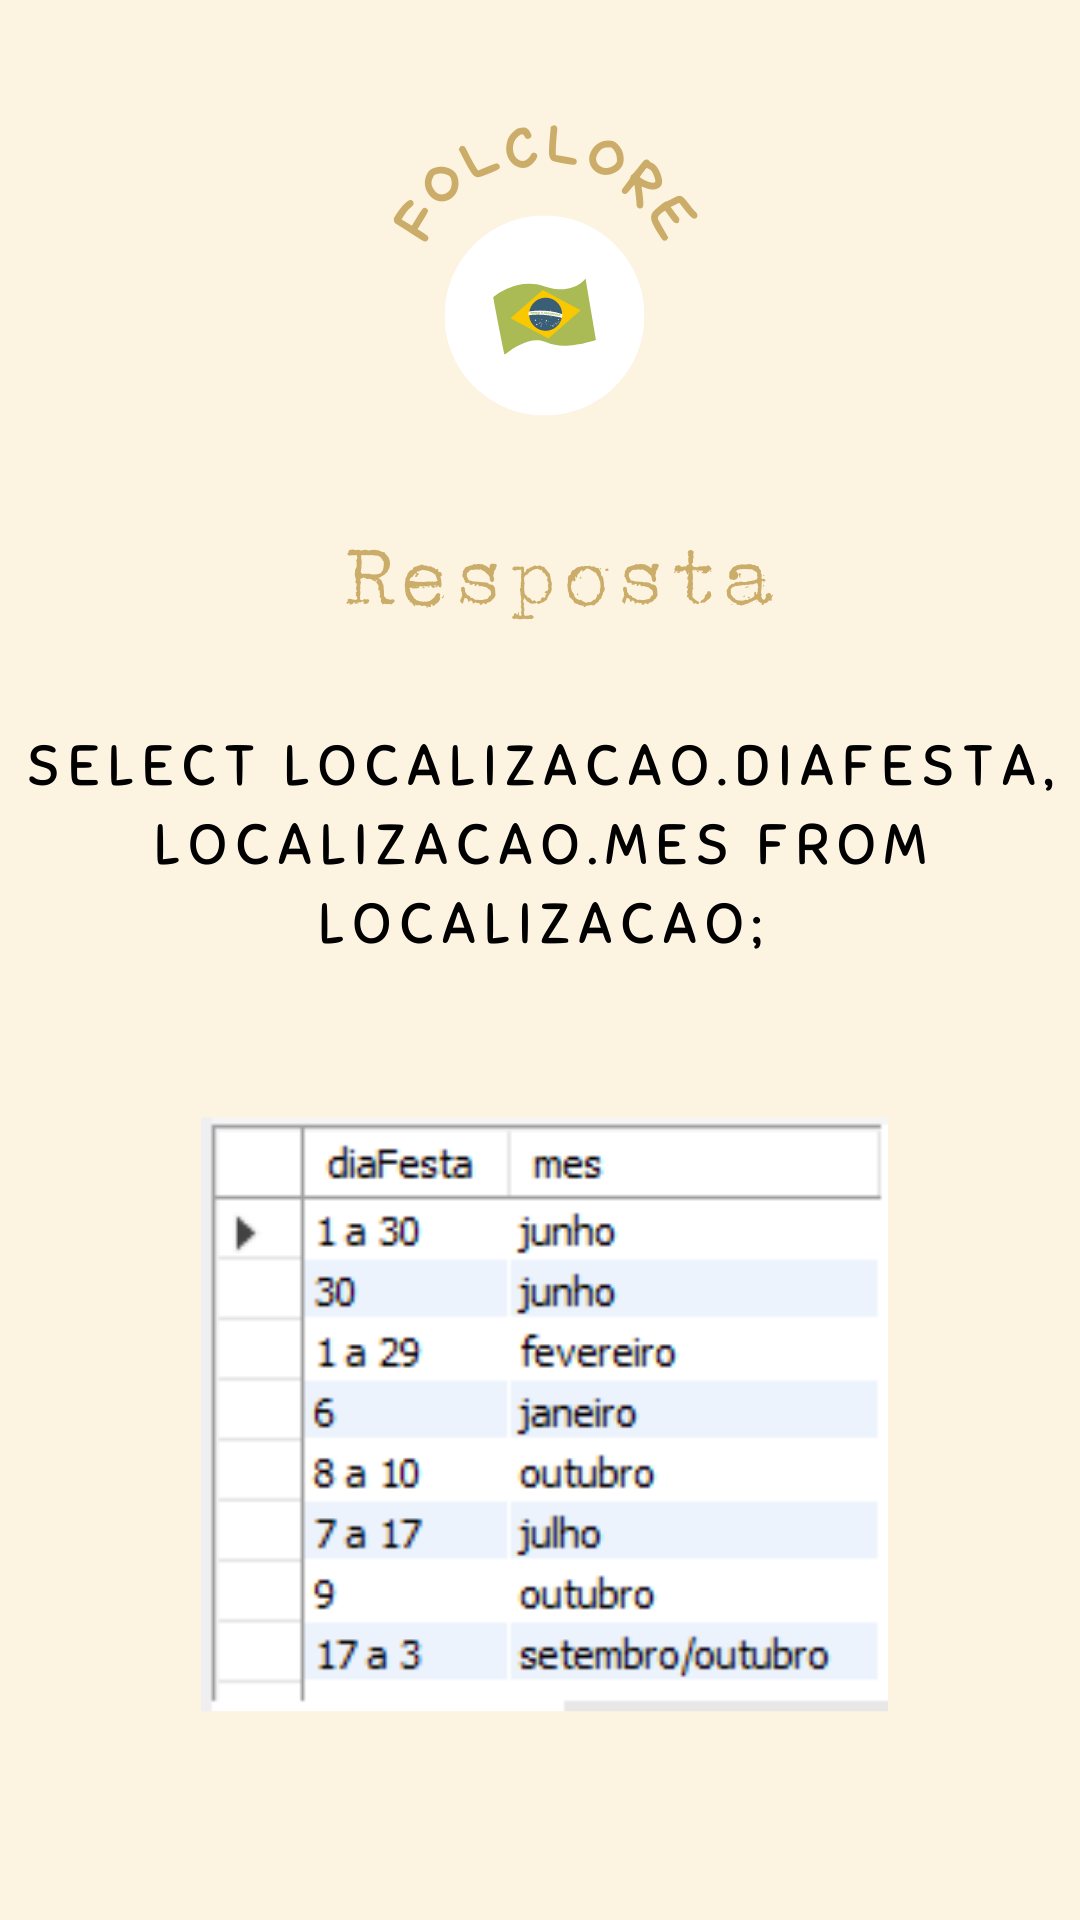 FOLCLORE
Resposta
SELECT LOCALIZACAO.DIAFESTA,
LOCALIZACAO.MES FROM
LOCALIZACAO;
diaFesta mes
1 a 30 junho
30 junho
1 a 29 fevereiro
6 janeiro
8 a 10 outubro
7 a 17 julho
9 outubro
17 a 3 setembro/outubro